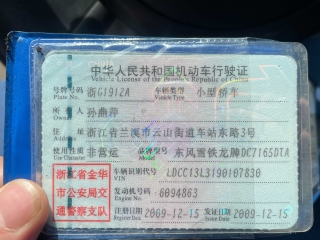 中华人民共和国机动车行驶证
Vehicle License of the People's Republic of China
号牌号码 浙G1912A 车辆类型 小型轿车
Plate No. Vehicle Type
所有人 孙燕萍
Owner
住址 浙江省兰溪市云山街道车站东路3号
Address
使用性质 非营运 品牌型号 东风雪铁龙牌DC7165DTA
Use Character Model
浙江省金华
市公安局交
通警察支队
车辆识别代号 LDCC13L3190107830
VIN
发动机号码 6094863
Engine No.
注册日期 2009-12-15 发证日期 2009-12-15
Register Date Issue Date